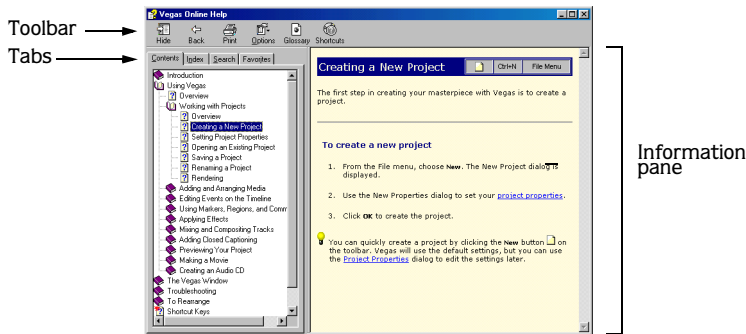 Vegas Online Help
Toolbar
Hide Back Print Options Glossary Shortcuts
Tabs
Contents Index Search Favorites
Introduction
Using Vegas
Overview
Working with Projects
Overview
Creating a New Project
Setting Project Properties
Opening an Existing Project
Saving a Project
Renaming a Project
Rendering
Adding and Arranging Media
Editing Events on the Timeline
Using Markers, Regions, and Comm
Applying Effects
Mixing and Compositing Tracks
Adding Closed Captioning
Previewing Your Project
Making a Movie
Creating an Audio CD
The Vegas Window
Troubleshooting
To Rearrange
Shortcut Keys
Creating a New Project Ctrl+N File Menu
The first step in creating your masterpiece with Vegas is to create a
project.
To create a new project
1. From the File menu, choose New. The New Project dialog is
displayed.
2. Use the New Properties dialog to set your project properties.
3. Click OK to create the project.
You can quickly create a project by clicking the New button on
the toolbar. Vegas will use the default settings, but you can use
the Project Properties dialog to edit the settings later.
Information
pane